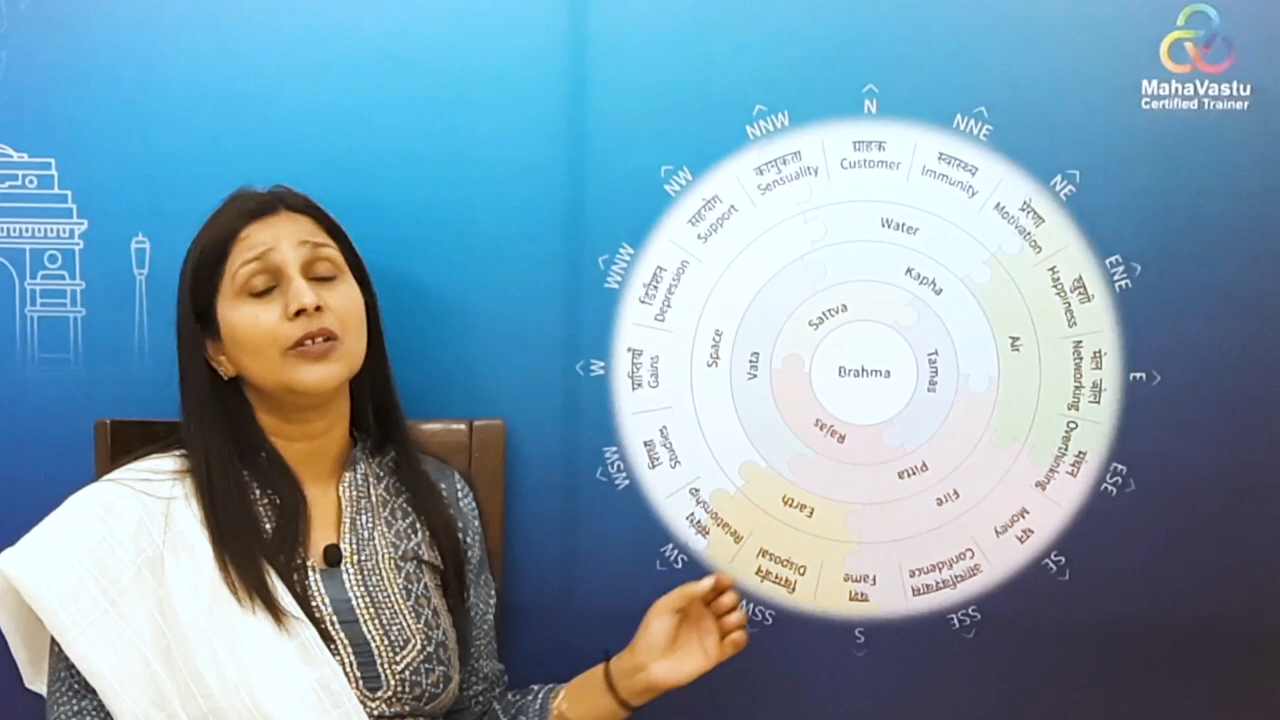 MahaVastu
Certified Trainer
N
ग्राहक
Customer
NNE
स्वास्थ्य
Immunity
NE
प्रेरणा
Motivation
ENE
खुशी
Happiness
E
मेल जोल
Networking
ESE
मंथन
Overthinking
SE
धन
Money
SSE
आत्मविश्वास
Confidence
S
यश
Fame
SSW
विसर्जन
Disposal
SW
संबंध
Relationship
WSW
शिक्षा
Studies
W
प्राप्तियाँ
Gains
WNW
डिप्रेशन
Depression
NW
सहयोग
Support
NNW
कामुकता
Sensuality
Water
Air
Fire
Earth
Space
Kapha
Pitta
Vata
Sattva
Tamas
Rajas
Brahma